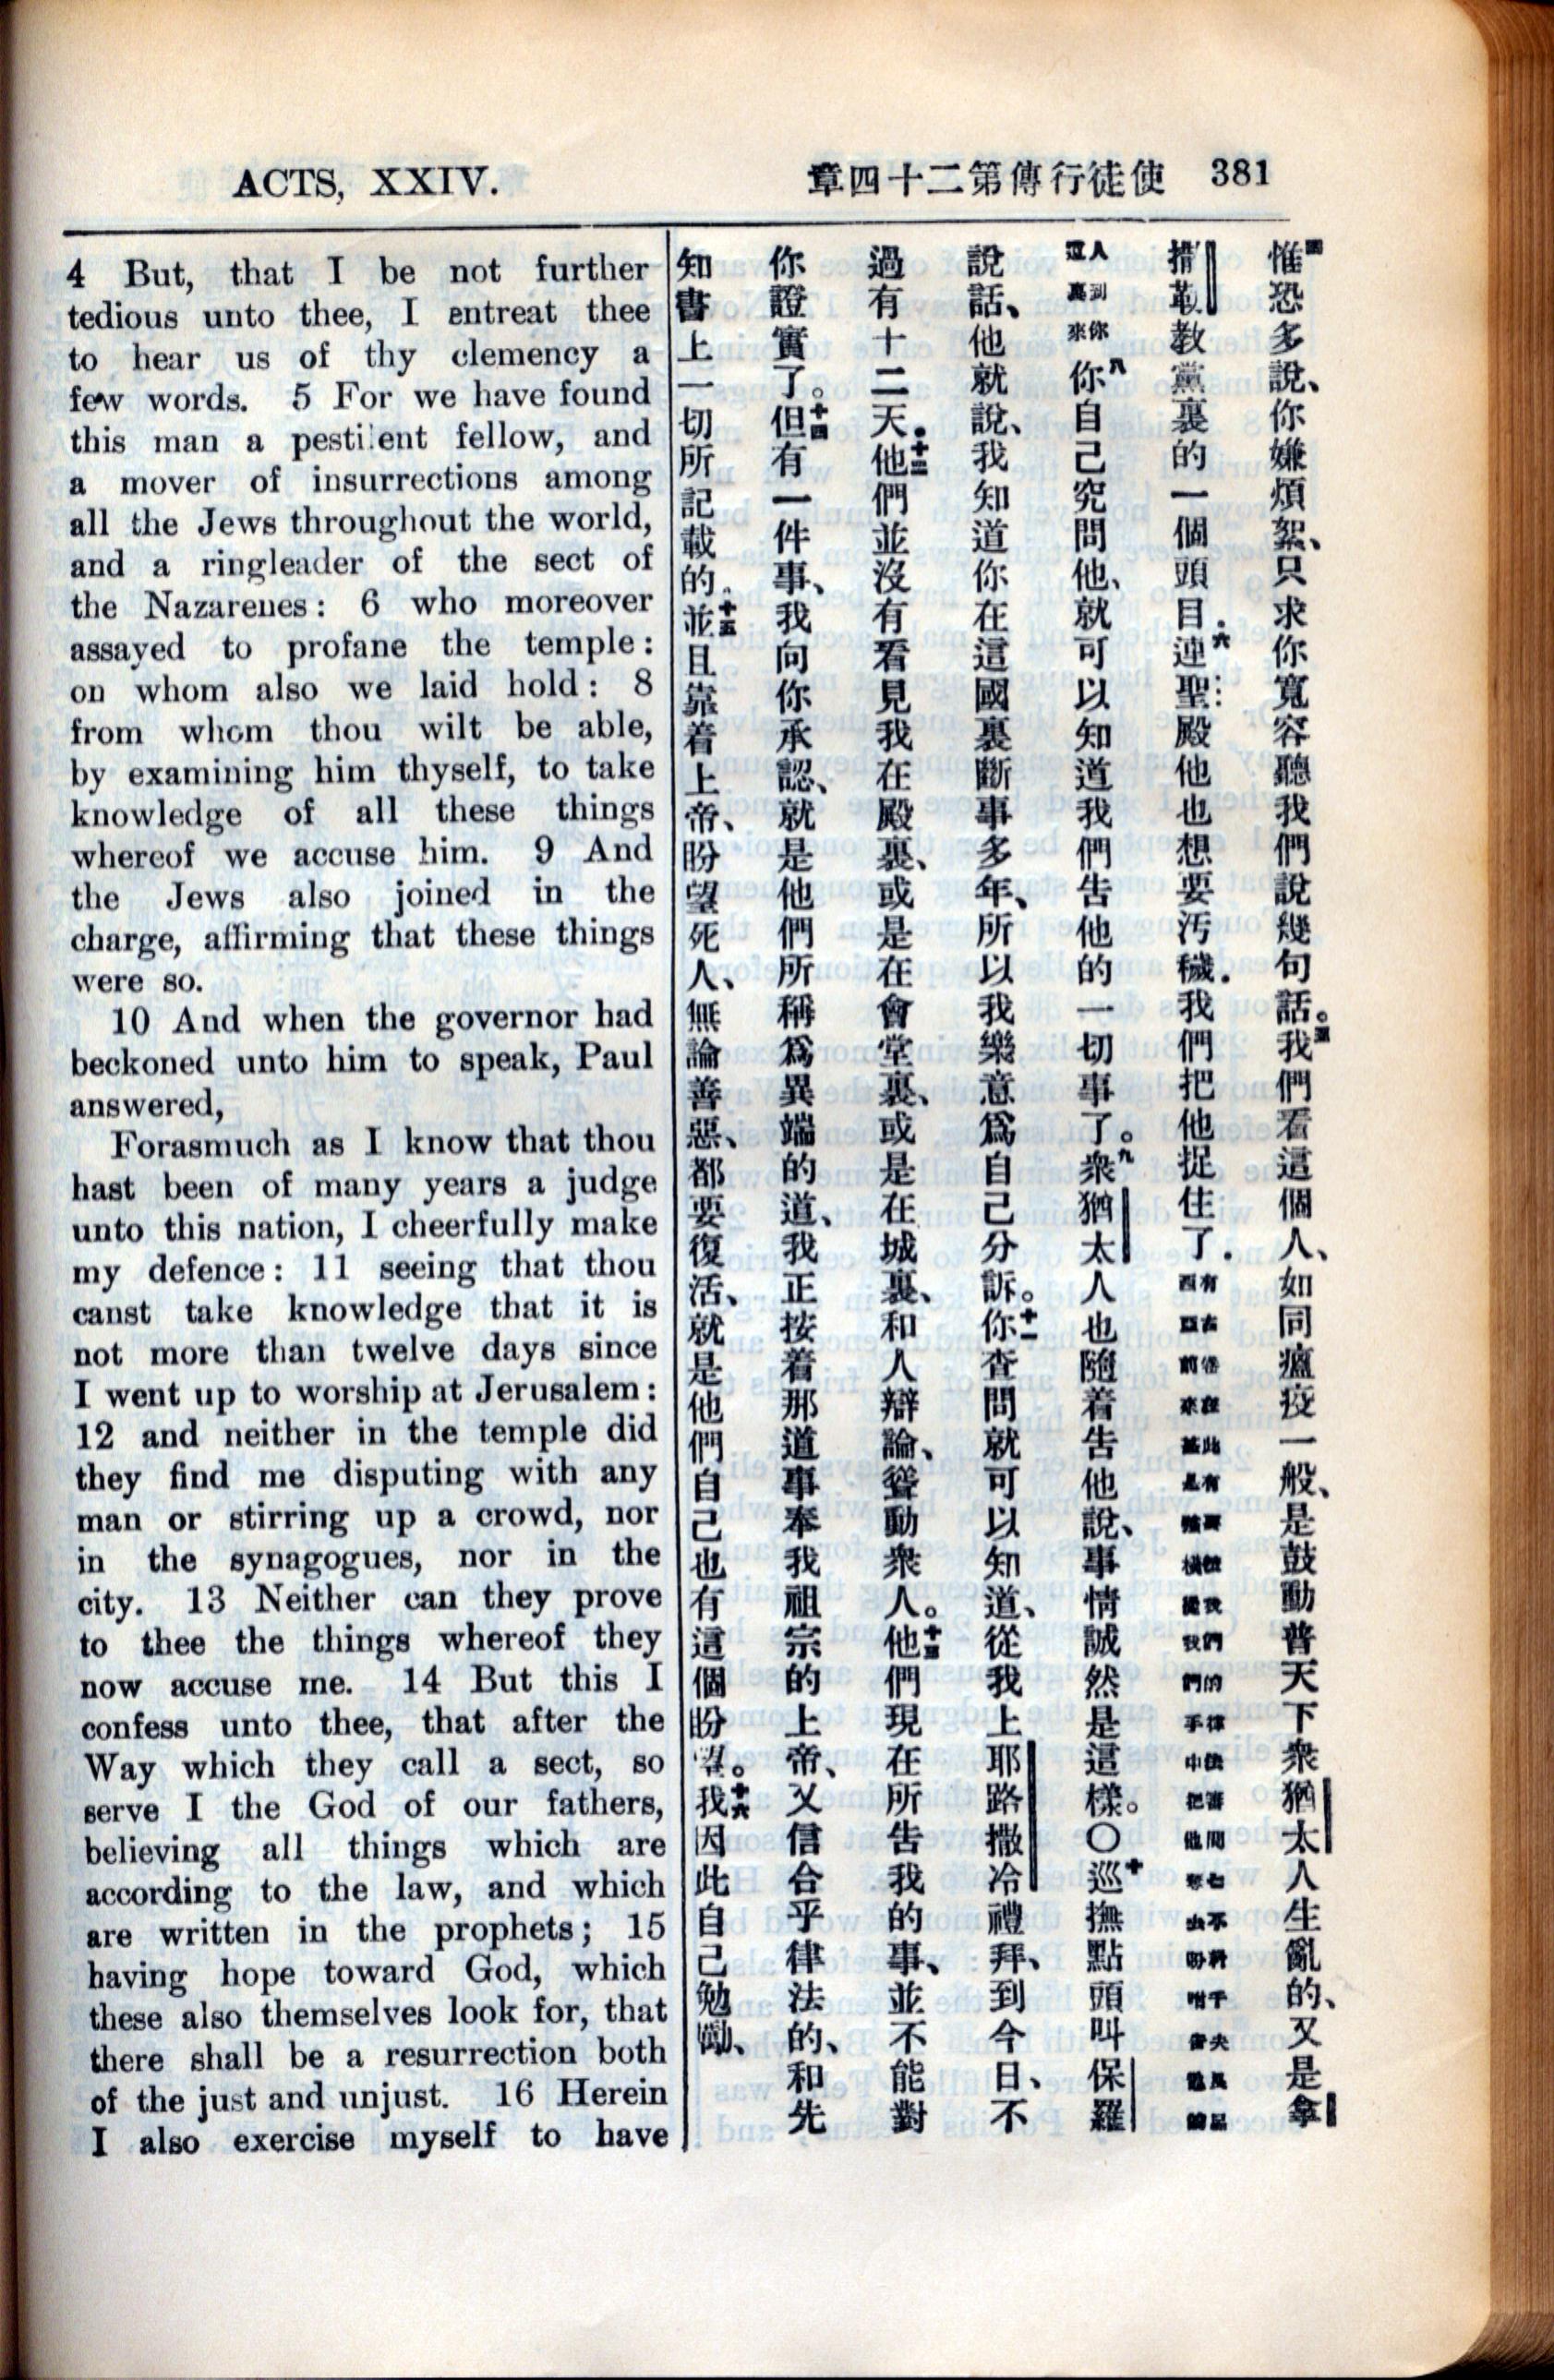 ACTS, XXIV.
使徒行傳第二十四章 381
4 But, that I be not further
tedious unto thee, I entreat thee
to hear us of thy clemency a
few words. 5 For we have found
this man a pestilent fellow, and
a mover of insurrections among
all the Jews throughout the world,
and a ringleader of the sect of
the Nazarenes: 6 who moreover
assayed to profane the temple:
on whom also we laid hold: 8
from whom thou wilt be able,
by examining him thyself, to take
knowledge of all these things
whereof we accuse him. 9 And
the Jews also joined in the
charge, affirming that these things
were so.
10 And when the governor had
beckoned unto him to speak, Paul
answered,
Forasmuch as I know that thou
hast been of many years a judge
unto this nation, I cheerfully make
my defence: 11 seeing that thou
canst take knowledge that it is
not more than twelve days since
I went up to worship at Jerusalem:
12 and neither in the temple did
they find me disputing with any
man or stirring up a crowd, nor
in the synagogues, nor in the
city. 13 Neither can they prove
to thee the things whereof they
now accuse me. 14 But this I
confess unto thee, that after the
Way which they call a sect, so
serve I the God of our fathers,
believing all things which are
according to the law, and which
are written in the prophets; 15
having hope toward God, which
these also themselves look for, that
there shall be a resurrection both
of the just and unjust. 16 Herein
I also exercise myself to have
四惟恐多說、你嫌煩絮、只求你寬容聽我們說幾句話。五我們看這個人、如同瘟疫一般、是鼓動普天下衆猶太人生亂的、又是拿
撒勒教黨裏的一個頭目.六連聖殿他也想要污穢.我們把他捉住了.
人到你這裏來 八你自己究問他、就可以知道我們告他的一切事了。九衆猶太人也隨着告他說、事情誠然是這樣。〇十巡撫點頭叫保羅
說話、他就說、我知道你在這國裏斷事多年、所以我樂意爲自己分訴。十一你查問就可以知道、從我上耶路撒冷禮拜、到今日、不
過有十二天.十二他們並沒有看見我在殿裏、或是在會堂裏、或是在城裏、和人辯論、聳動衆人。十三他們現在所告我的事、並不能對
你證實了。十四但有一件事、我向你承認、就是他們所稱爲異端的道、我正按着那道事奉我祖宗的上帝、又信合乎律法的、和先
知書上一切所記載的.十五並且靠着上帝、盼望死人、無論善惡、都要復活、就是他們自己也有這個盼望。十六我因此自己勉勵、